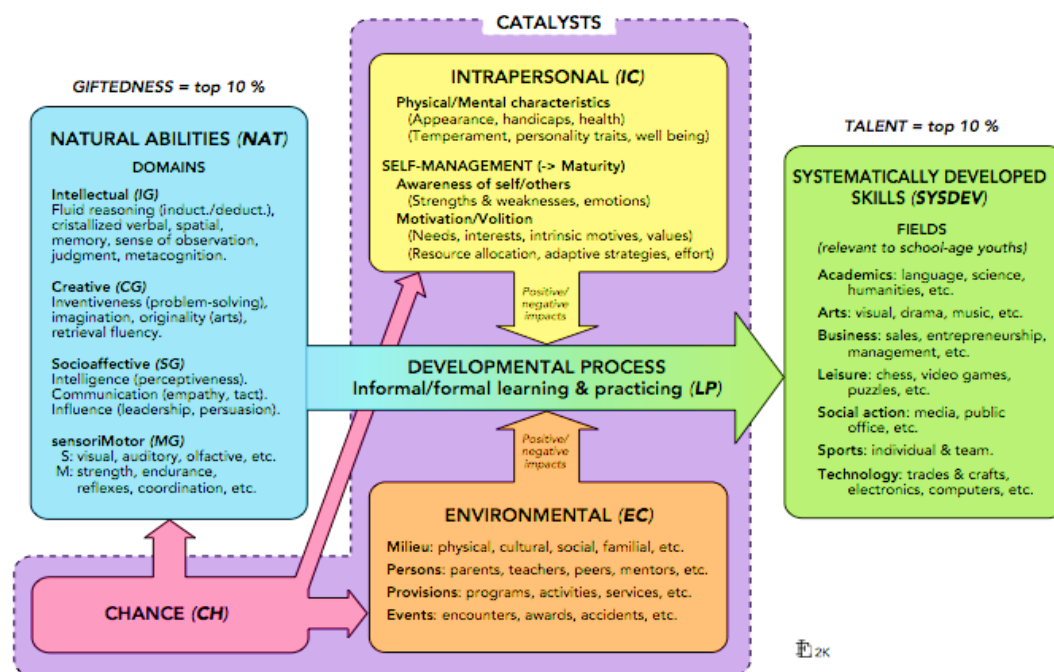 CATALYSTS
GIFTEDNESS = top 10 %
NATURAL ABILITIES (NAT)
DOMAINS
Intellectual (IG)
Fluid reasoning (induct./deduct.),
cristallized verbal, spatial,
memory, sense of observation,
judgment, metacognition.
Creative (CG)
Inventiveness (problem-solving),
imagination, originality (arts),
retrieval fluency.
Socioaffective (SG)
Intelligence (perceptiveness).
Communication (empathy, tact).
Influence (leadership, persuasion).
sensoriMotor (MG)
S: visual, auditory, olfactive, etc.
M: strength, endurance,
reflexes, coordination, etc.
INTRAPERSONAL (IC)
Physical/Mental characteristics
(Appearance, handicaps, health)
(Temperament, personality traits, well being)
SELF-MANAGEMENT (-> Maturity)
Awareness of self/others
(Strengths & weaknesses, emotions)
Motivation/Volition
(Needs, interests, intrinsic motives, values)
(Resource allocation, adaptive strategies, effort)
Positive/
negative
impacts
DEVELOPMENTAL PROCESS
Informal/formal learning & practicing (LP)
Positive/
negative
impacts
ENVIRONMENTAL (EC)
Milieu: physical, cultural, social, familial, etc.
Persons: parents, teachers, peers, mentors, etc.
Provisions: programs, activities, services, etc.
Events: encounters, awards, accidents, etc.
CHANCE (CH)
TALENT = top 10 %
SYSTEMATICALLY DEVELOPED
SKILLS (SYSDEV)
FIELDS
(relevant to school-age youths)
Academics: language, science,
humanities, etc.
Arts: visual, drama, music, etc.
Business: sales, entrepreneurship,
management, etc.
Leisure: chess, video games,
puzzles, etc.
Social action: media, public
office, etc.
Sports: individual & team.
Technology: trades & crafts,
electronics, computers, etc.
2K